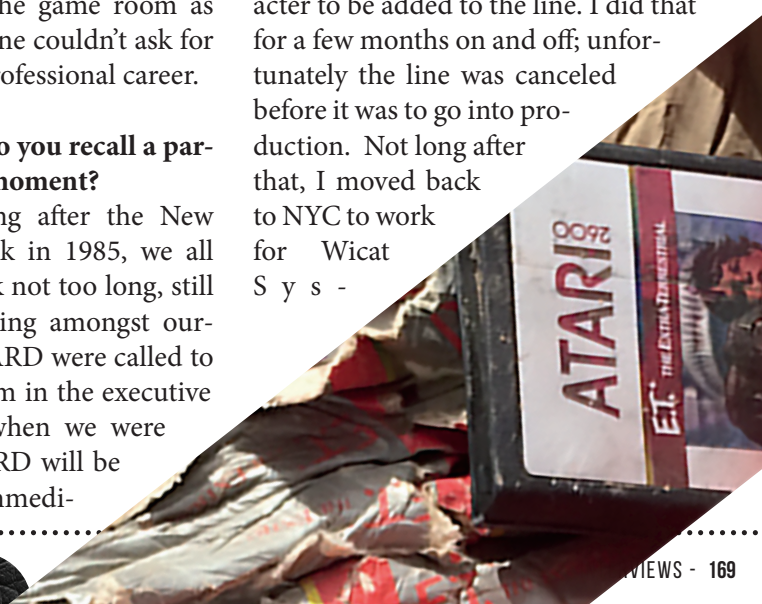 he game room as
ne couldn't ask for
rofessional career.
o you recall a par-
moment?
ng after the New
k in 1985, we all
k not too long, still
ing amongst our-
ARD were called to
m in the executive
when we were
RD will be
nmedi-
acter to be added to the line. I did that
for a few months on and off; unfor-
tunately the line was canceled
before it was to go into pro-
duction. Not long after
that, I moved back
to NYC to work
for Wicat
S y s -
ATARI 2600
E.T. THE EXTRA-TERRESTRIAL
VIEWS - 169